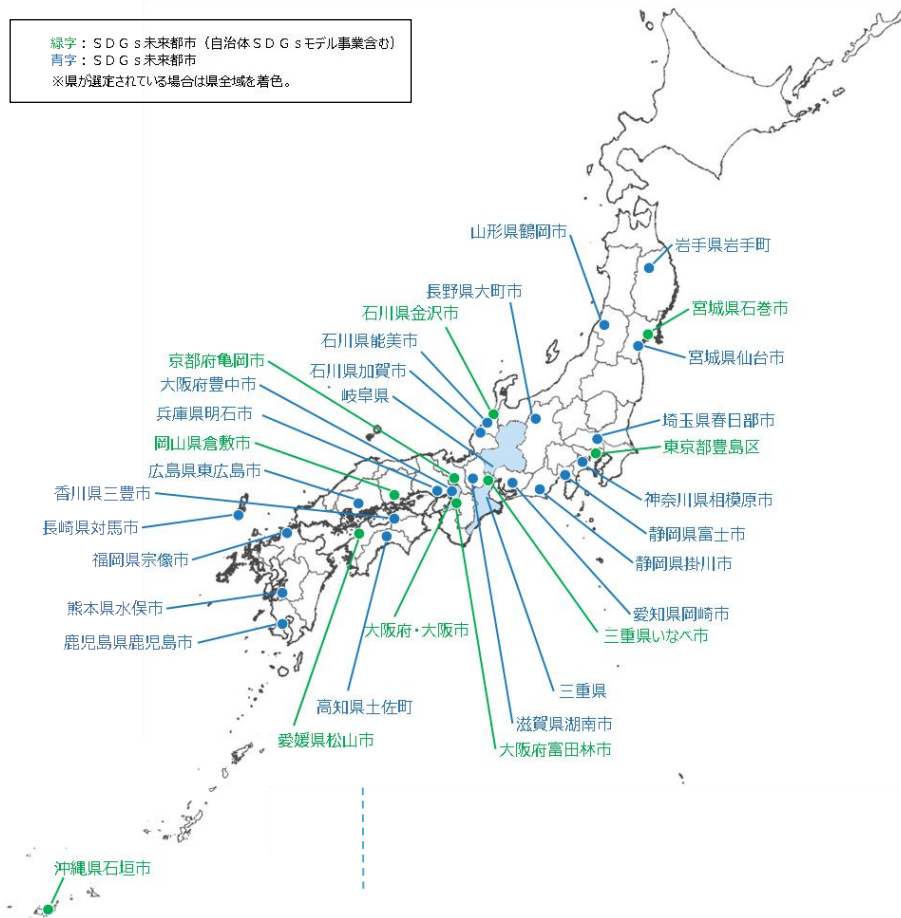 緑字：ＳＤＧｓ未来都市（自治体ＳＤＧｓモデル事業含む）
青字：ＳＤＧｓ未来都市
※県が選定されている場合は県全域を着色。
山形県鶴岡市
岩手県岩手町
長野県大町市
石川県金沢市
宮城県石巻市
石川県能美市
宮城県仙台市
京都府亀岡市
石川県加賀市
大阪府豊中市
岐阜県
兵庫県明石市
埼玉県春日部市
岡山県倉敷市
東京都豊島区
広島県東広島市
香川県三豊市
神奈川県相模原市
長崎県対馬市
静岡県富士市
福岡県宗像市
静岡県掛川市
熊本県水俣市
愛知県岡崎市
大阪府・大阪市
三重県いなべ市
鹿児島県鹿児島市
三重県
高知県土佐町
滋賀県湖南市
愛媛県松山市
大阪府富田林市
沖縄県石垣市